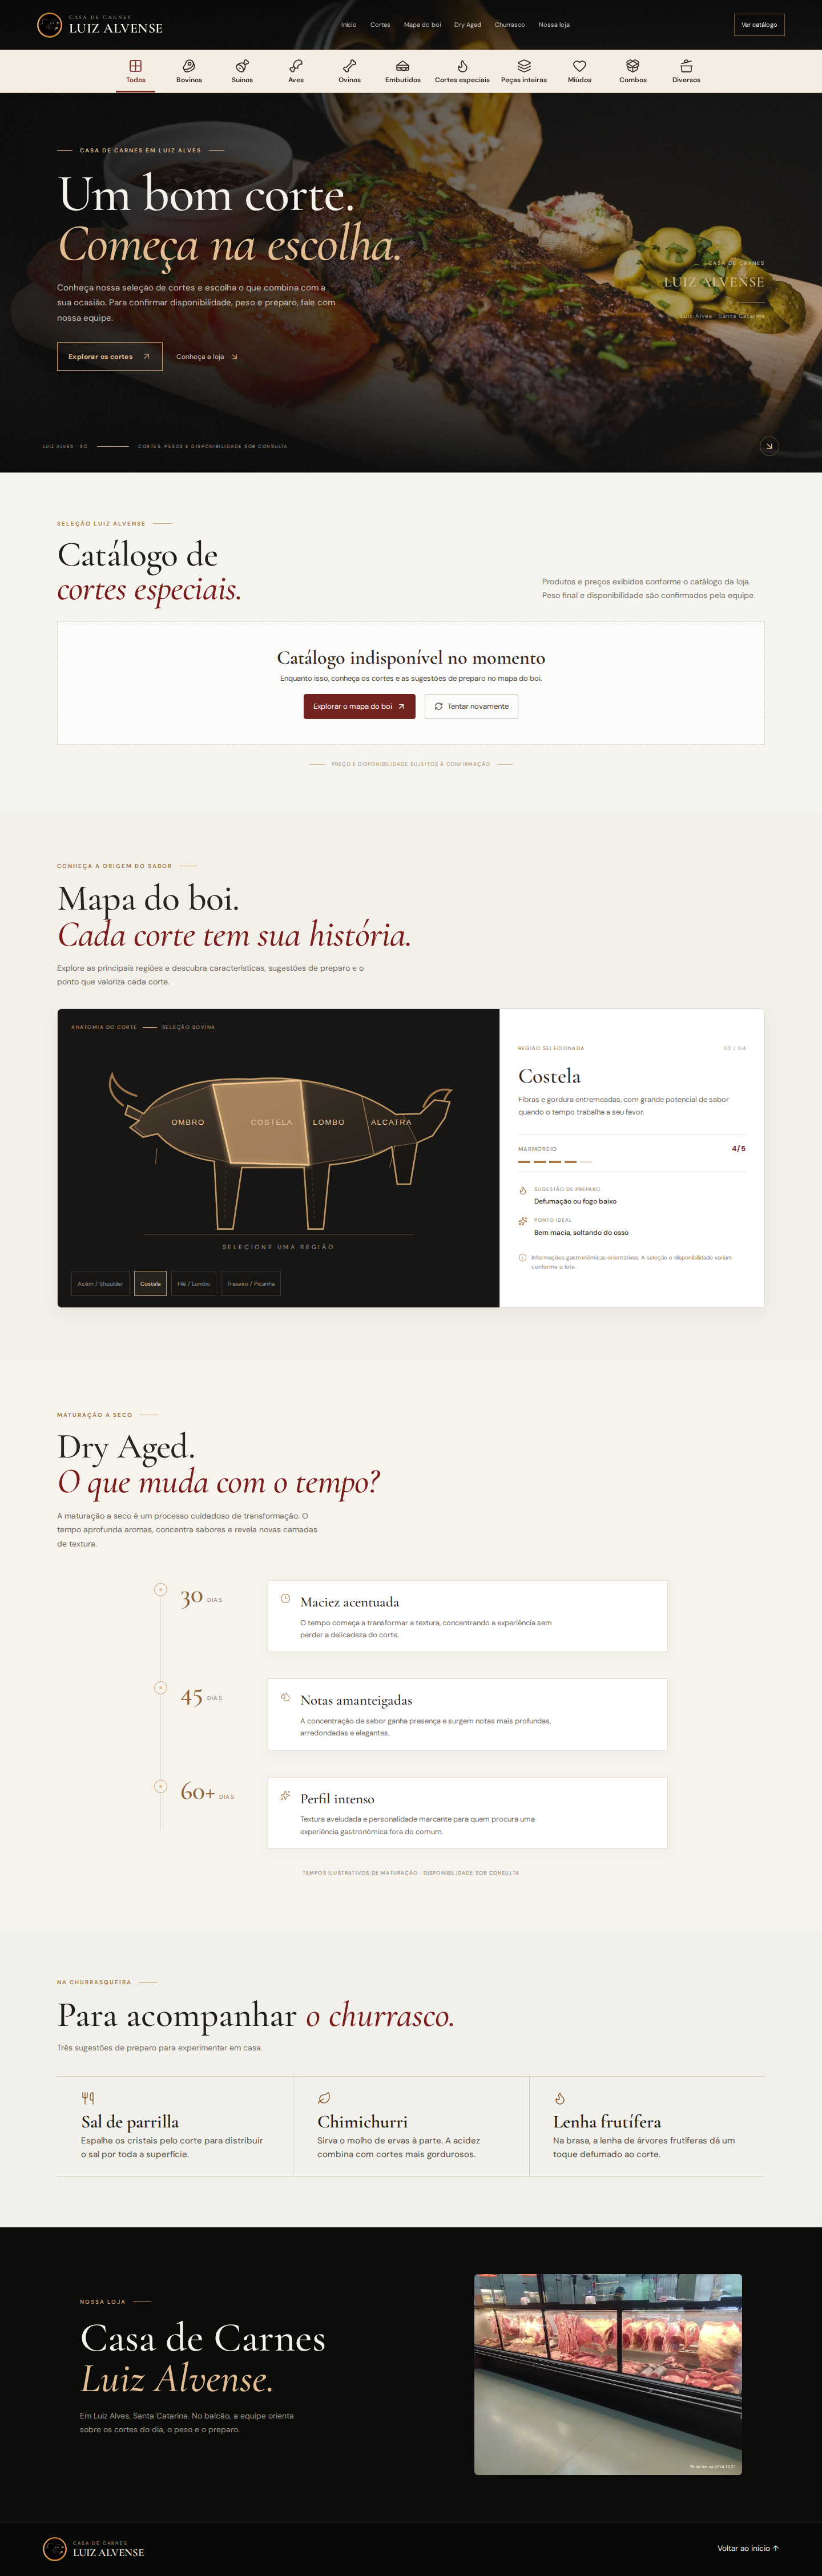 CASA DE CARNES
LUIZ ALVENSE
Início
Cortes
Mapa do boi
Dry Aged
Churrasco
Nossa loja
Ver catálogo
Todos
Bovinos
Suínos
Aves
Ovinos
Embutidos
Cortes especiais
Peças inteiras
Miúdos
Combos
Diversos
CASA DE CARNES EM LUIZ ALVES
Um bom corte.
Começa na escolha.
Conheça nossa seleção de cortes e escolha o que combina com a
sua ocasião. Para confirmar disponibilidade, peso e preparo, fale com
nossa equipe.
Explorar os cortes
Conheça a loja
CASA DE CARNES
LUIZ ALVENSE
Luiz Alves · Santa Catarina
LUIZ ALVES · SC
CORTES, PESOS E DISPONIBILIDADE SOB CONSULTA
SELEÇÃO LUIZ ALVENSE
Catálogo de
cortes especiais.
Produtos e preços exibidos conforme o catálogo da loja.
Peso final e disponibilidade são confirmados pela equipe.
Catálogo indisponível no momento
Enquanto isso, conheça os cortes e as sugestões de preparo no mapa do boi.
Explorar o mapa do boi
Tentar novamente
PREÇO E DISPONIBILIDADE SUJEITOS À CONFIRMAÇÃO
CONHEÇA A ORIGEM DO SABOR
Mapa do boi.
Cada corte tem sua história.
Explore as principais regiões e descubra características, sugestões de preparo e o
ponto que valoriza cada corte.
ANATOMIA DO CORTE
SELEÇÃO BOVINA
OMBRO
COSTELA
LOMBO
ALCATRA
SELECIONE UMA REGIÃO
Acém / Shoulder
Costela
Filé / Lombo
Traseiro / Picanha
REGIÃO SELECIONADA
02 / 04
Costela
Fibras e gordura entremeadas, com grande potencial de sabor
quando o tempo trabalha a seu favor.
MARMOREIO
4/5
SUGESTÃO DE PREPARO
Defumação ou fogo baixo
PONTO IDEAL
Bem macia, soltando do osso
Informações gastronômicas orientativas. A seleção e disponibilidade variam
conforme o lote.
MATURAÇÃO A SECO
Dry Aged.
O que muda com o tempo?
A maturação a seco é um processo cuidadoso de transformação. O
tempo aprofunda aromas, concentra sabores e revela novas camadas
de textura.
30 DIAS
Maciez acentuada
O tempo começa a transformar a textura, concentrando a experiência sem
perder a delicadeza do corte.
45 DIAS
Notas amanteigadas
A concentração de sabor ganha presença e surgem notas mais profundas,
arredondadas e elegantes.
60+ DIAS
Perfil intenso
Textura aveludada e personalidade marcante para quem procura uma
experiência gastronômica fora do comum.
TEMPOS ILUSTRATIVOS DE MATURAÇÃO · DISPONIBILIDADE SOB CONSULTA
NA CHURRASQUEIRA
Para acompanhar o churrasco.
Três sugestões de preparo para experimentar em casa.
Sal de parrilla
Espalhe os cristais pelo corte para distribuir
o sal por toda a superfície.
Chimichurri
Sirva o molho de ervas à parte. A acidez
combina com cortes mais gordurosos.
Lenha frutífera
Na brasa, a lenha de árvores frutíferas dá um
toque defumado ao corte.
NOSSA LOJA
Casa de Carnes
Luiz Alvense.
Em Luiz Alves, Santa Catarina. No balcão, a equipe orienta
sobre os cortes do dia, o peso e o preparo.
CASA DE CARNES
LUIZ ALVENSE
Voltar ao início ↑